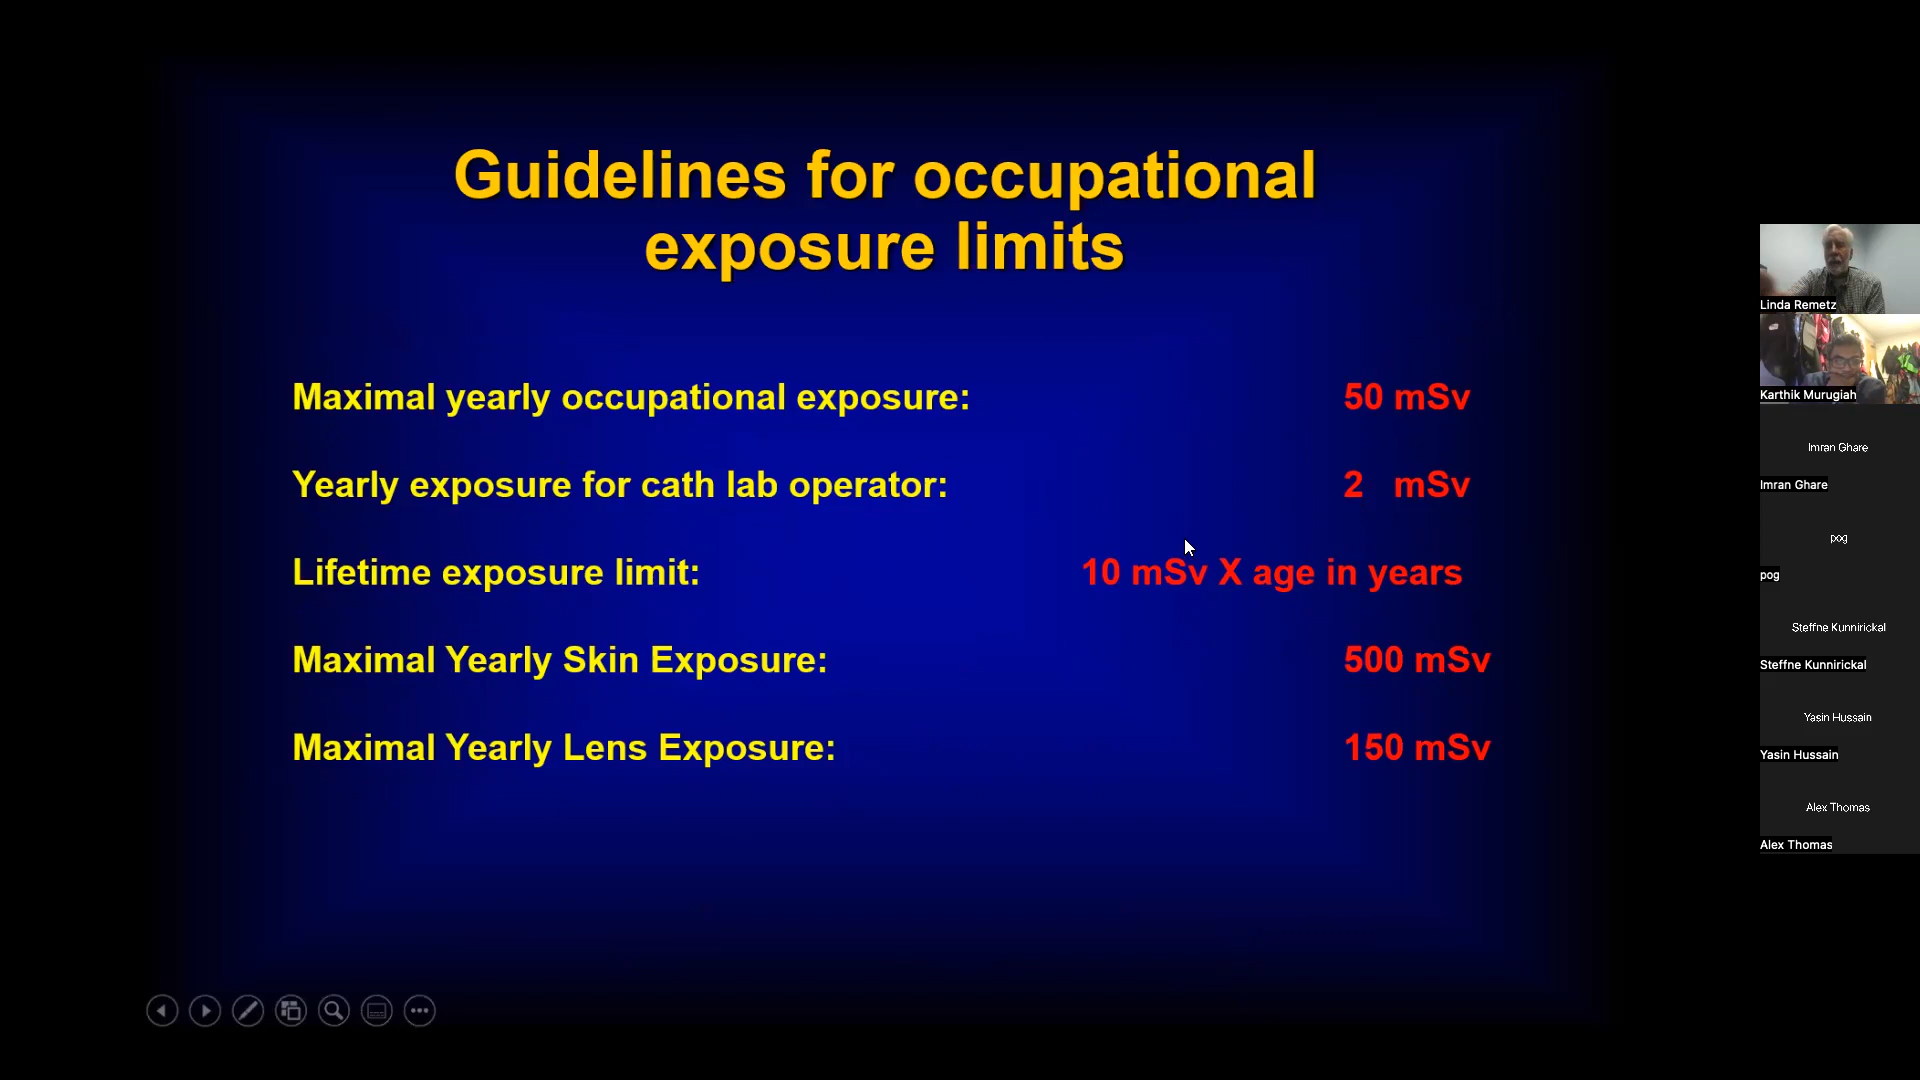 Guidelines for occupational
exposure limits
Maximal yearly occupational exposure: 50 mSv
Yearly exposure for cath lab operator: 2 mSv
Lifetime exposure limit: 10 mSv X age in years
Maximal Yearly Skin Exposure: 500 mSv
Maximal Yearly Lens Exposure: 150 mSv
Linda Remetz
Karthik Murugiah
Imran Ghare
Imran Ghare
pog
pog
Steffne Kunnirickal
Steffne Kunnirickal
Yasin Hussain
Yasin Hussain
Alex Thomas
Alex Thomas